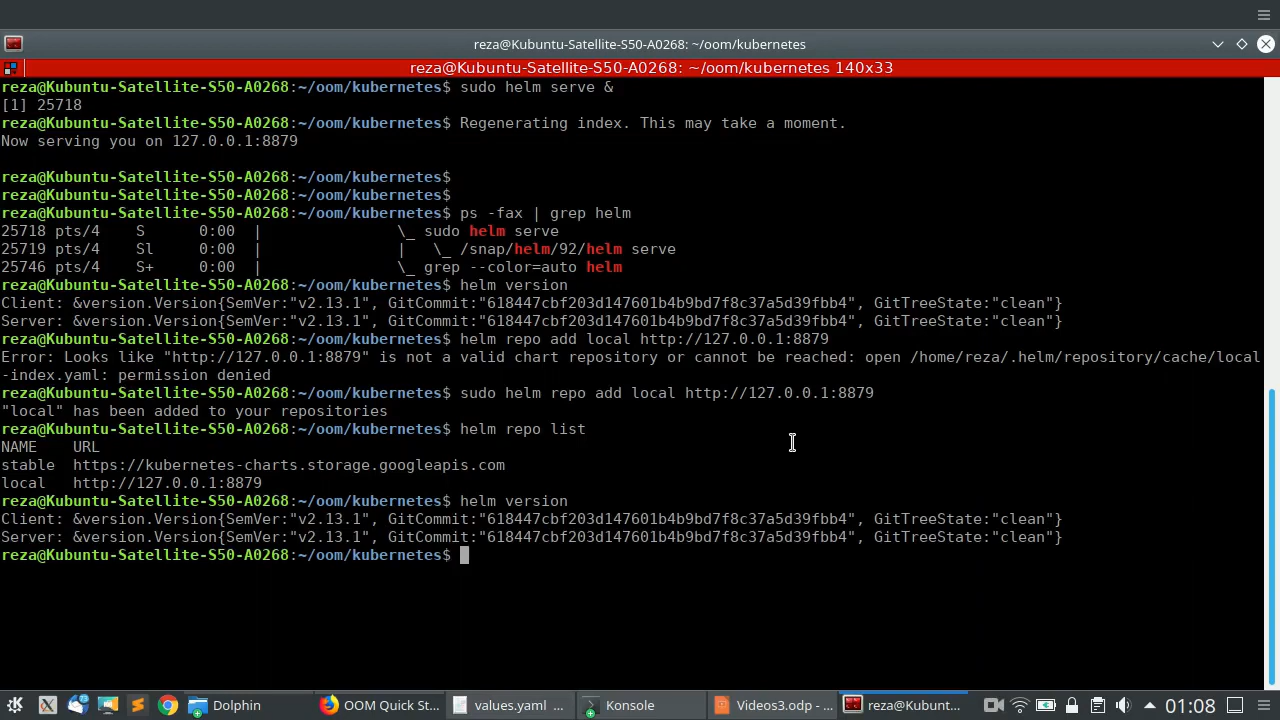 reza@Kubuntu-Satellite-S50-A0268: ~/oom/kubernetes
reza@Kubuntu-Satellite-S50-A0268: ~/oom/kubernetes 140x33
reza@Kubuntu-Satellite-S50-A0268:~/oom/kubernetes$ sudo helm serve &
[1] 25718
reza@Kubuntu-Satellite-S50-A0268:~/oom/kubernetes$ Regenerating index. This may take a moment.
Now serving you on 127.0.0.1:8879
reza@Kubuntu-Satellite-S50-A0268:~/oom/kubernetes$
reza@Kubuntu-Satellite-S50-A0268:~/oom/kubernetes$
reza@Kubuntu-Satellite-S50-A0268:~/oom/kubernetes$ ps -fax | grep helm
25718 pts/4    S      0:00  |               \_ sudo helm serve
25719 pts/4    Sl     0:00  |               |   \_ /snap/helm/92/helm serve
25746 pts/4    S+     0:00  |               \_ grep --color=auto helm
reza@Kubuntu-Satellite-S50-A0268:~/oom/kubernetes$ helm version
Client: &version.Version{SemVer:"v2.13.1", GitCommit:"618447cbf203d147601b4b9bd7f8c37a5d39fbb4", GitTreeState:"clean"}
Server: &version.Version{SemVer:"v2.13.1", GitCommit:"618447cbf203d147601b4b9bd7f8c37a5d39fbb4", GitTreeState:"clean"}
reza@Kubuntu-Satellite-S50-A0268:~/oom/kubernetes$ helm repo add local http://127.0.0.1:8879
Error: Looks like "http://127.0.0.1:8879" is not a valid chart repository or cannot be reached: open /home/reza/.helm/repository/cache/local
-index.yaml: permission denied
reza@Kubuntu-Satellite-S50-A0268:~/oom/kubernetes$ sudo helm repo add local http://127.0.0.1:8879
"local" has been added to your repositories
reza@Kubuntu-Satellite-S50-A0268:~/oom/kubernetes$ helm repo list
NAME    URL
stable  https://kubernetes-charts.storage.googleapis.com
local   http://127.0.0.1:8879
reza@Kubuntu-Satellite-S50-A0268:~/oom/kubernetes$ helm version
Client: &version.Version{SemVer:"v2.13.1", GitCommit:"618447cbf203d147601b4b9bd7f8c37a5d39fbb4", GitTreeState:"clean"}
Server: &version.Version{SemVer:"v2.13.1", GitCommit:"618447cbf203d147601b4b9bd7f8c37a5d39fbb4", GitTreeState:"clean"}
reza@Kubuntu-Satellite-S50-A0268:~/oom/kubernetes$
Dolphin OOM Quick St... values.yaml ... Konsole Videos3.odp - ... reza@Kubunt... 01:08